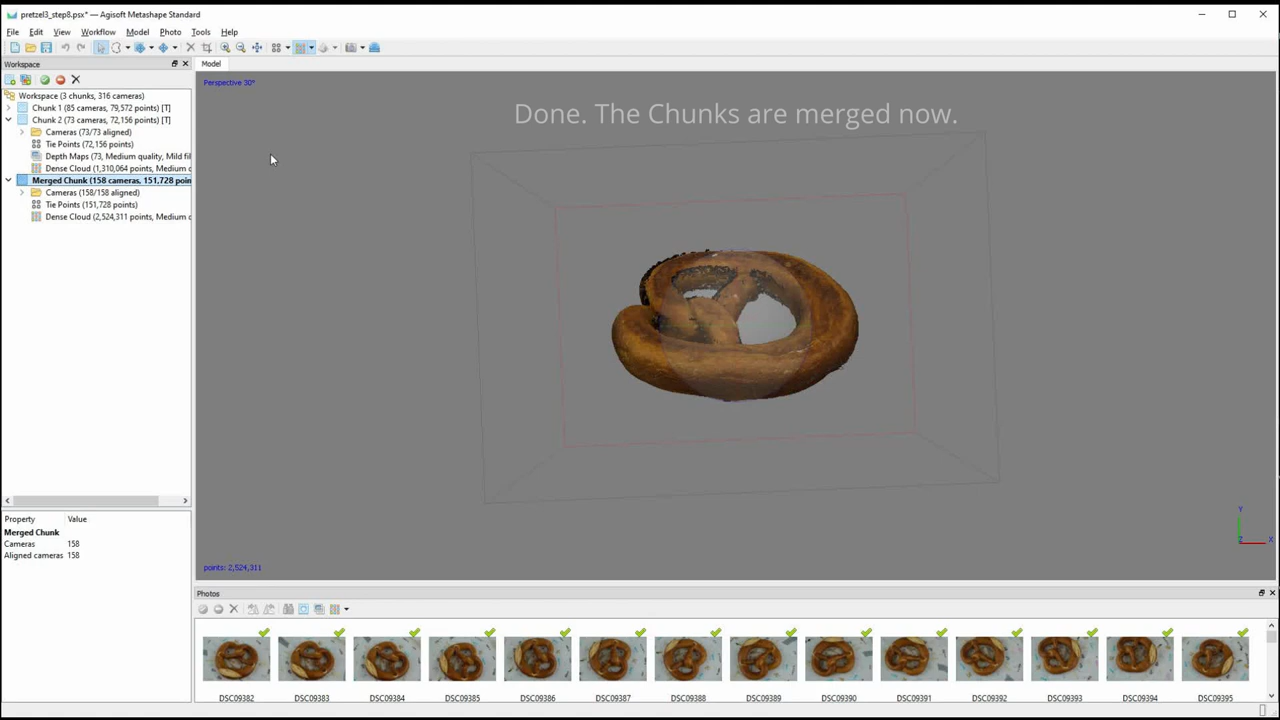 pretzel3_step8.psx* — Agisoft Metashape Standard
File Edit View Workflow Model Photo Tools Help
Workspace
Model
Workspace (3 chunks, 316 cameras)
Chunk 1 (85 cameras, 79,572 points) [T]
Chunk 2 (73 cameras, 72,156 points) [T]
Cameras (73/73 aligned)
Tie Points (72,156 points)
Depth Maps (73, Medium quality, Mild fil
Dense Cloud (1,310,064 points, Medium q
Merged Chunk (158 cameras, 151,728 poin
Cameras (158/158 aligned)
Tie Points (151,728 points)
Dense Cloud (2,524,311 points, Medium q
Perspective 30°
Done. The Chunks are merged now.
Y
Z
X
points: 2,524,311
Property Value
Merged Chunk
Cameras 158
Aligned cameras 158
Photos
DSC09382 DSC09383 DSC09384 DSC09385 DSC09386 DSC09387 DSC09388 DSC09389 DSC09390 DSC09391 DSC09392 DSC09393 DSC09394 DSC09395